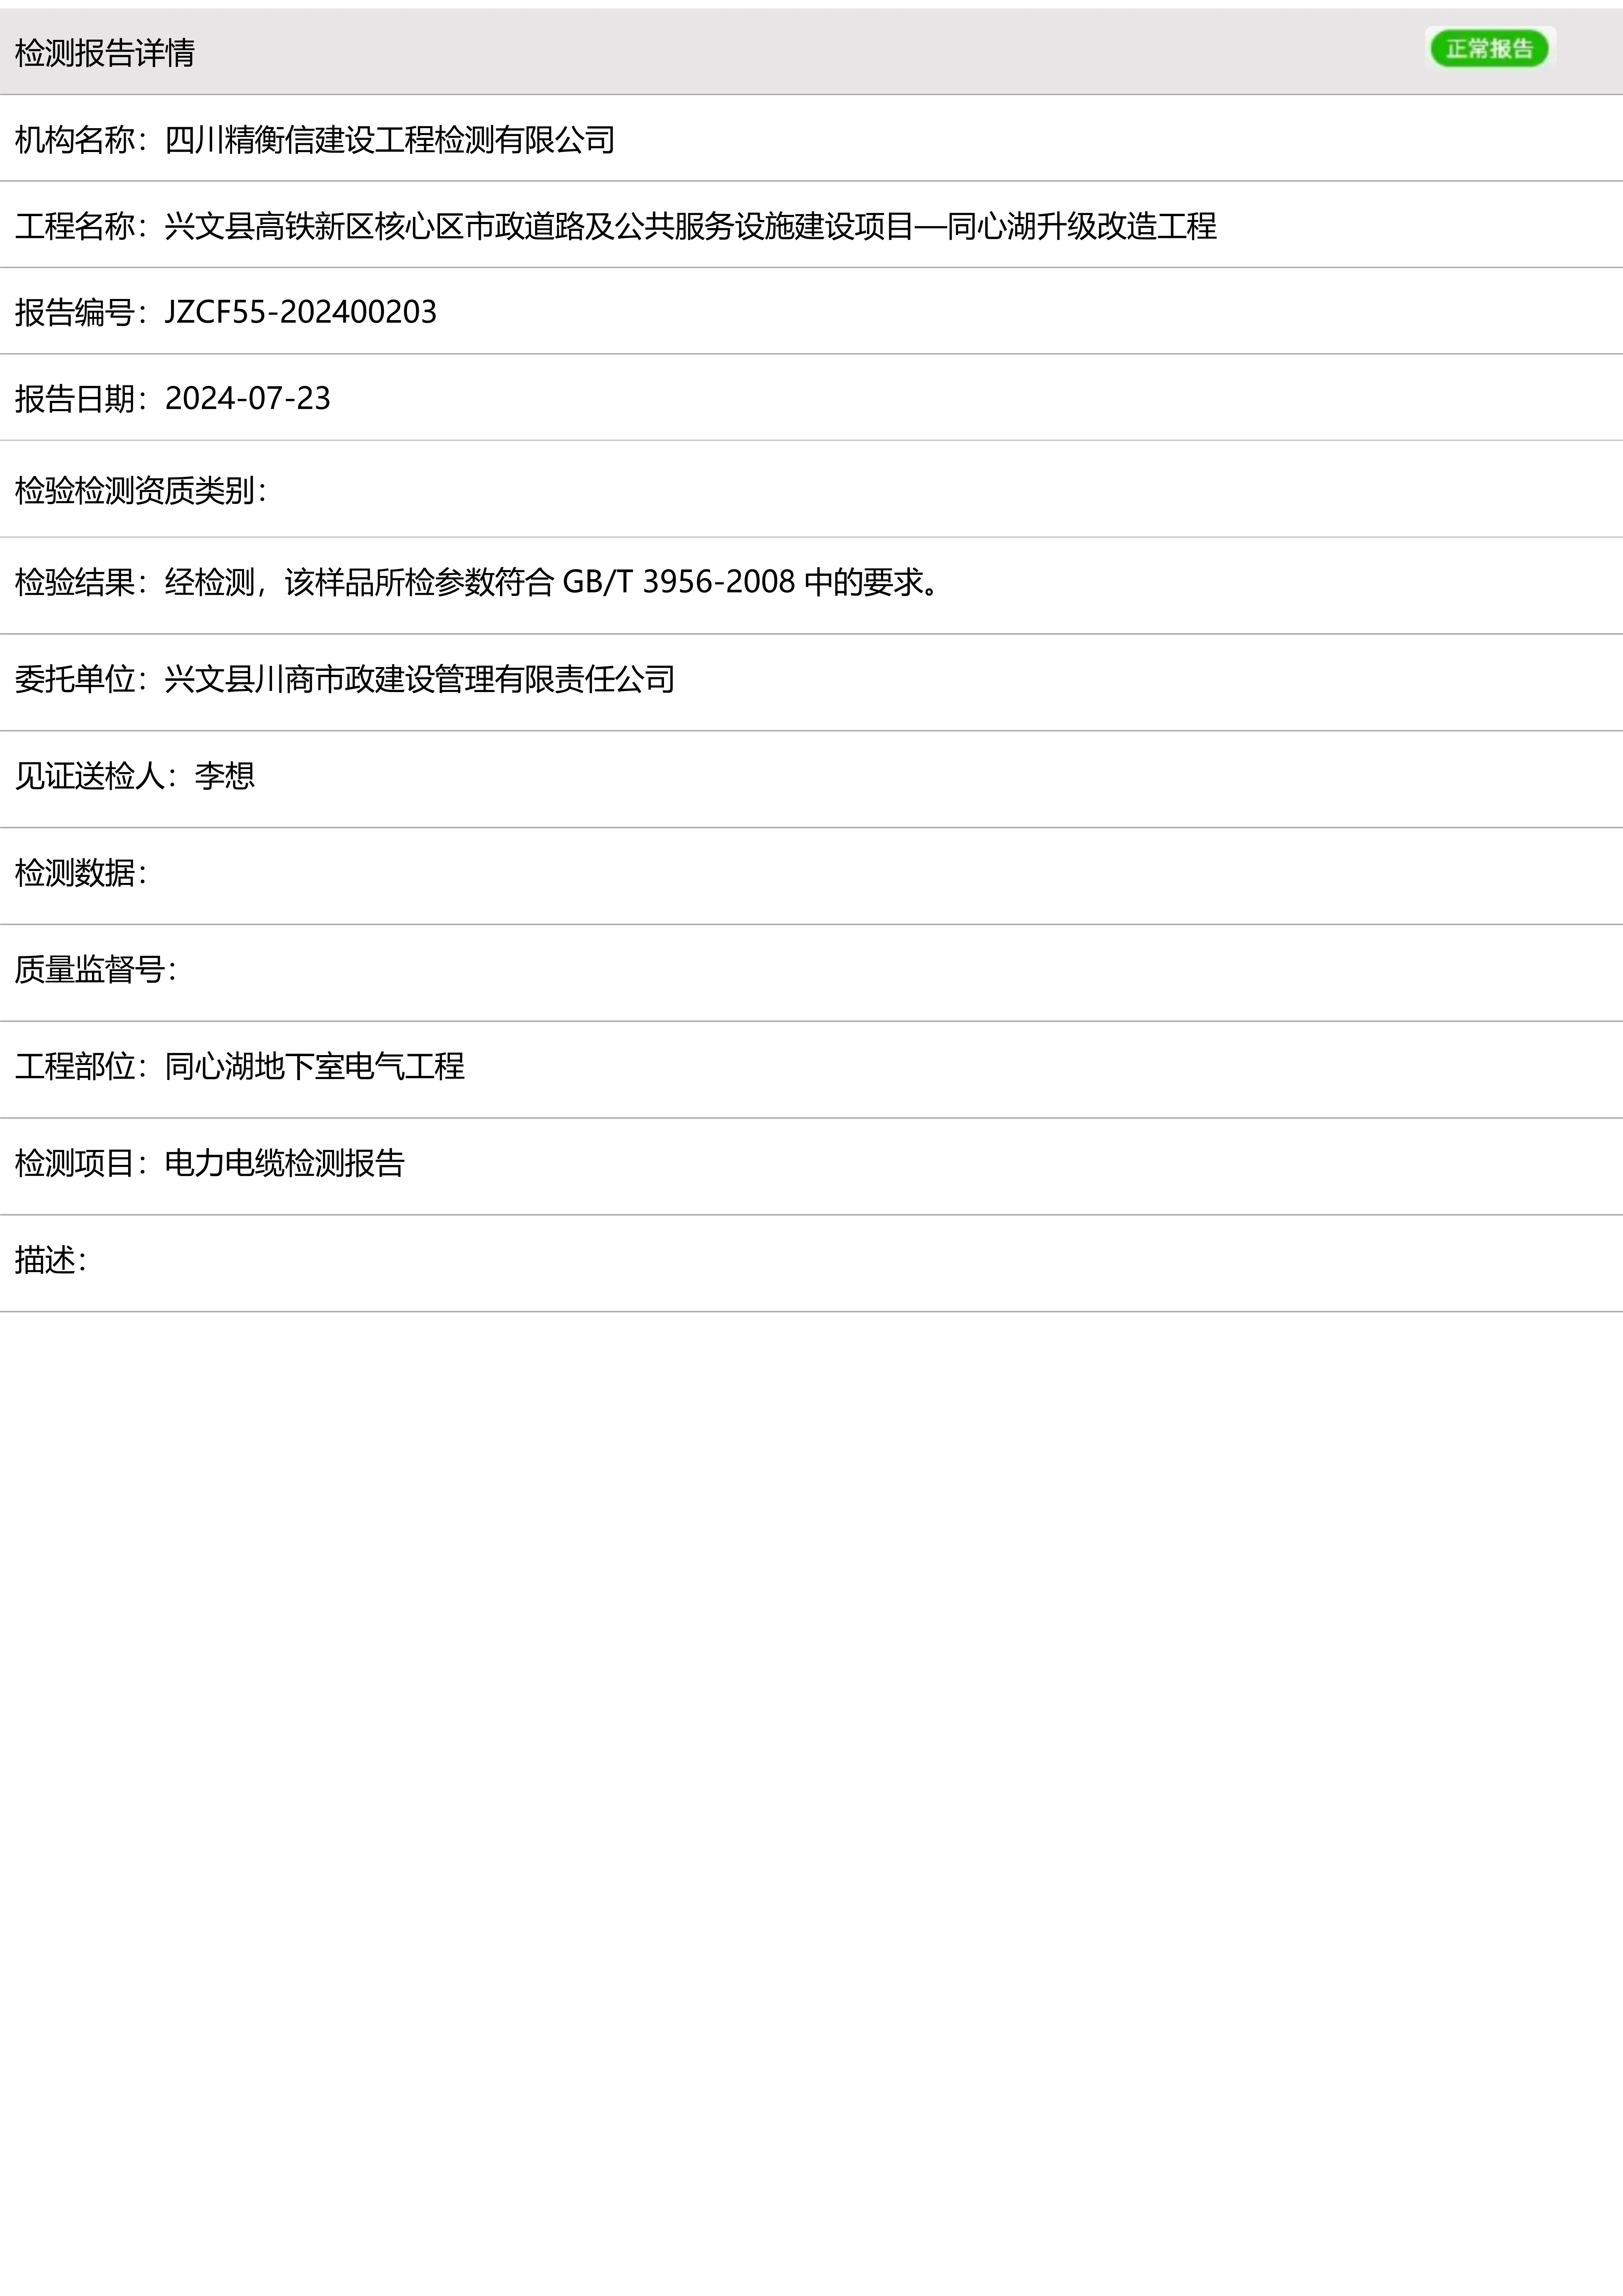 检测报告详情
正常报告
机构名称：四川精衡信建设工程检测有限公司
工程名称：兴文县高铁新区核心区市政道路及公共服务设施建设项目—同心湖升级改造工程
报告编号：JZCF55-202400203
报告日期：2024-07-23
检验检测资质类别：
检验结果：经检测，该样品所检参数符合 GB/T 3956-2008 中的要求。
委托单位：兴文县川商市政建设管理有限责任公司
见证送检人：李想
检测数据：
质量监督号：
工程部位：同心湖地下室电气工程
检测项目：电力电缆检测报告
描述：